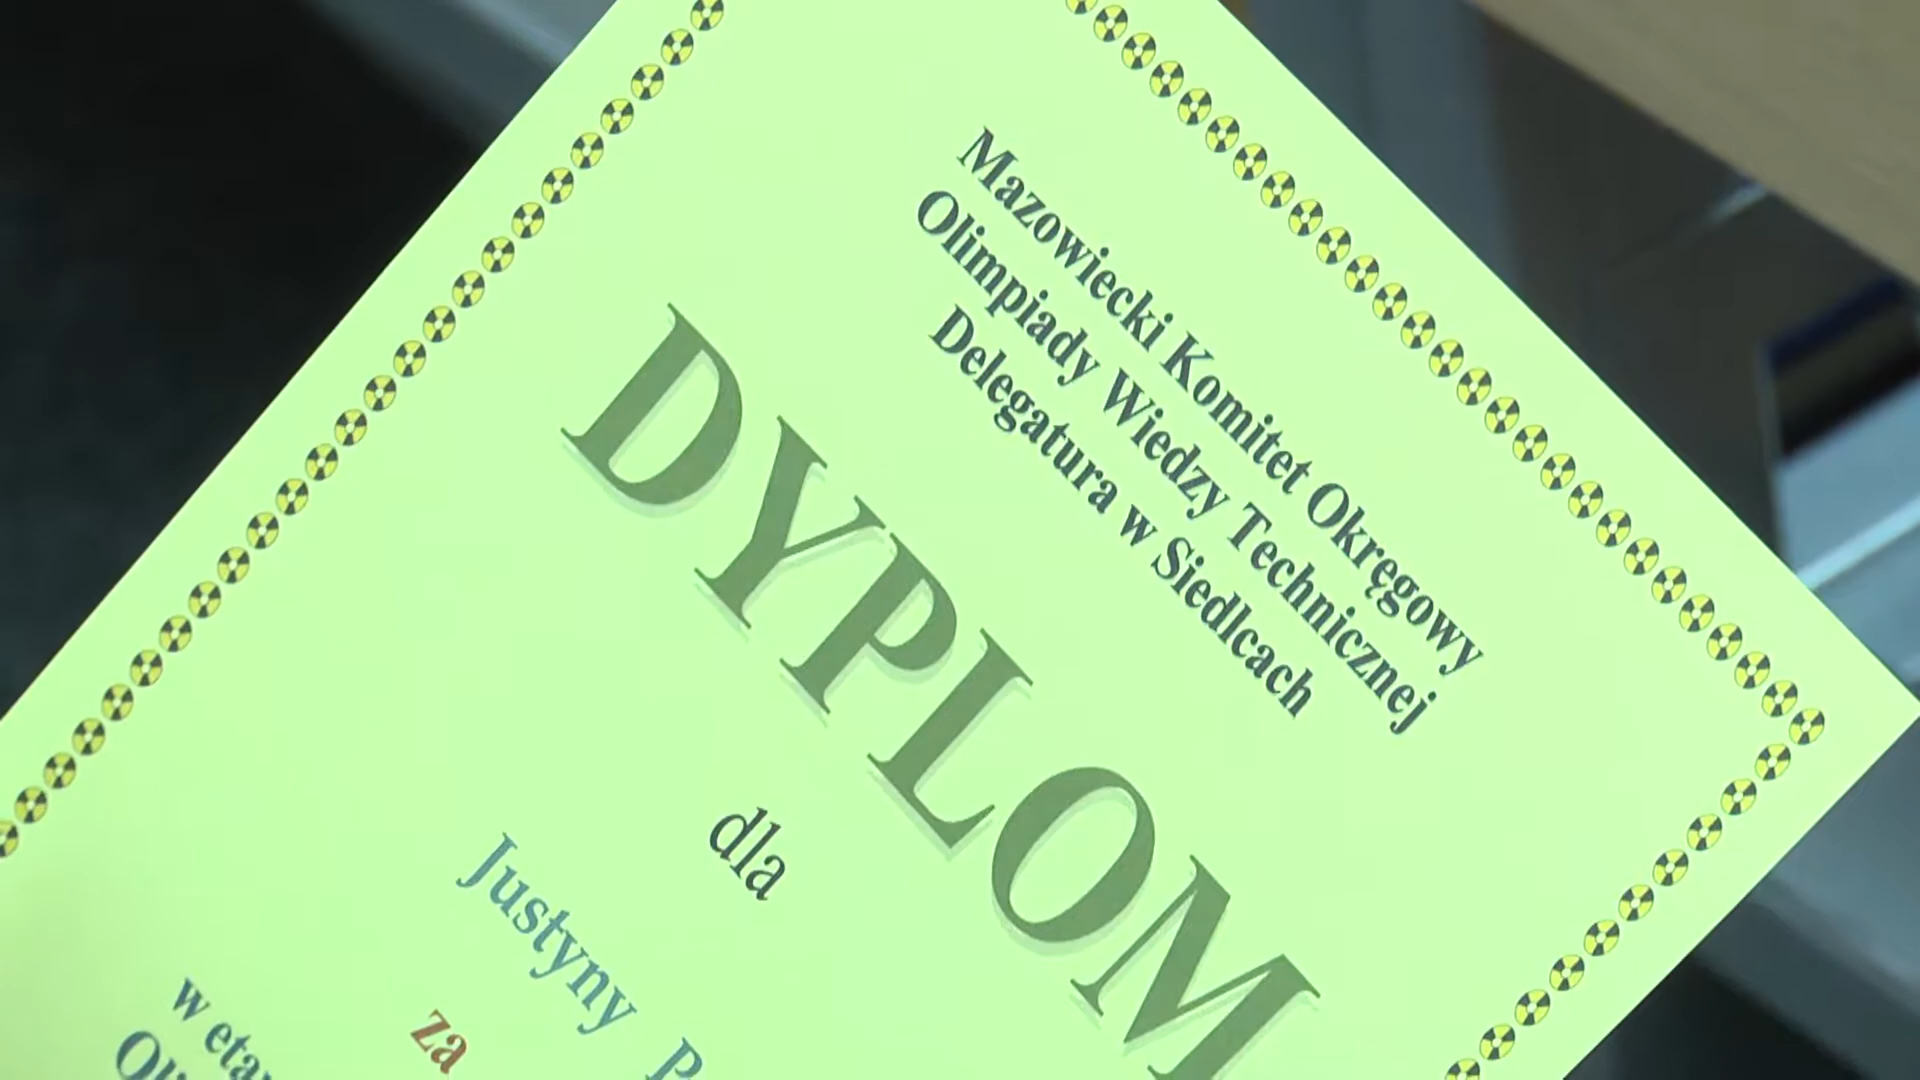 Mazowiecki Komitet Okręgowy
Olimpiady Wiedzy Technicznej
Delegatura w Siedlcach
DYPLOM
dla
Justyny
za
w